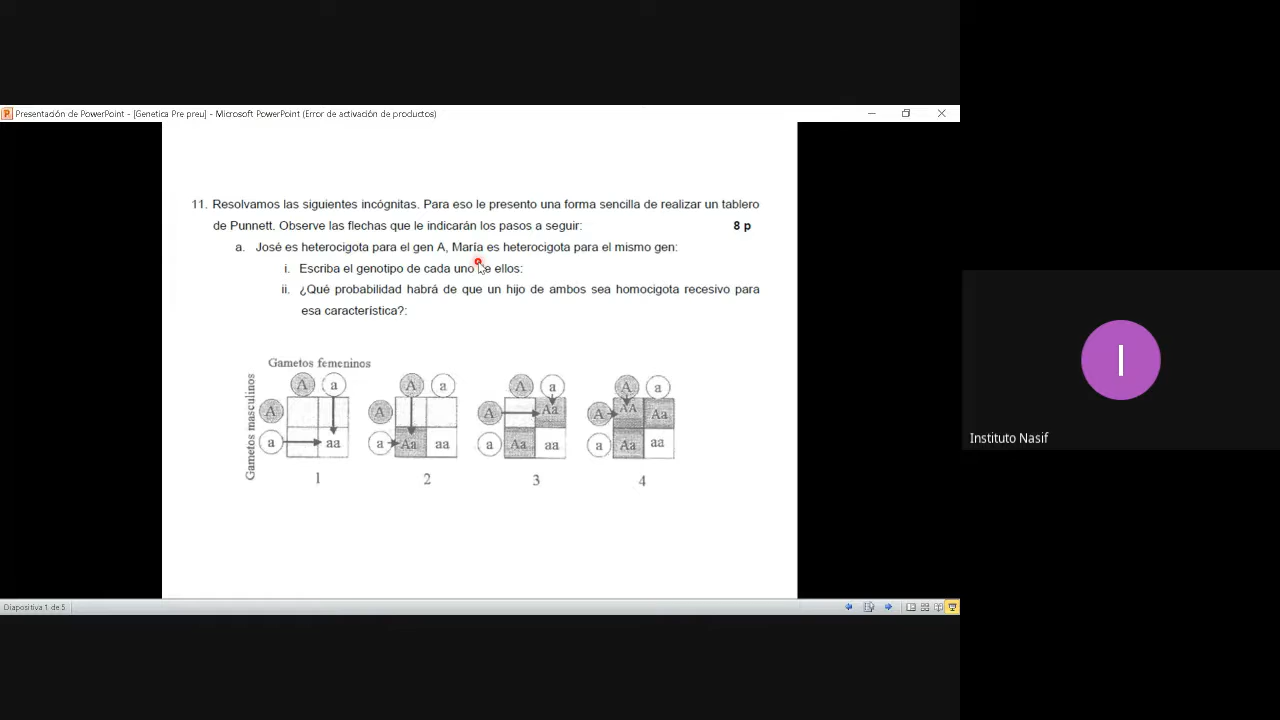 Presentación de PowerPoint - [Genetica Pre preu] - Microsoft PowerPoint (Error de activación de productos)
11. Resolvamos las siguientes incógnitas. Para eso le presento una forma sencilla de realizar un tablero
de Punnett. Observe las flechas que le indicarán los pasos a seguir: 8 p
a. José es heterocigota para el gen A, María es heterocigota para el mismo gen:
i. Escriba el genotipo de cada uno de ellos:
ii. ¿Qué probabilidad habrá de que un hijo de ambos sea homocigota recesivo para
esa característica?:
Gametos femeninos
Gametos masculinos
A a A a A a A a
A A A Aa A AA Aa
a aa a Aa aa a Aa aa a Aa aa
1 2 3 4
I
Instituto Nasif
Diapositiva 1 de 5